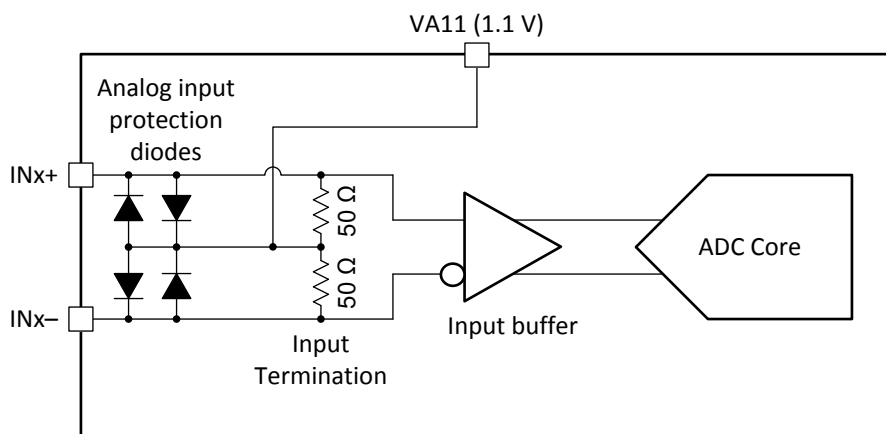 VA11 (1.1 V)
Analog input
protection
diodes
INx+
50 Ω
50 Ω
ADC Core
INx–
Input buffer
Input
Termination